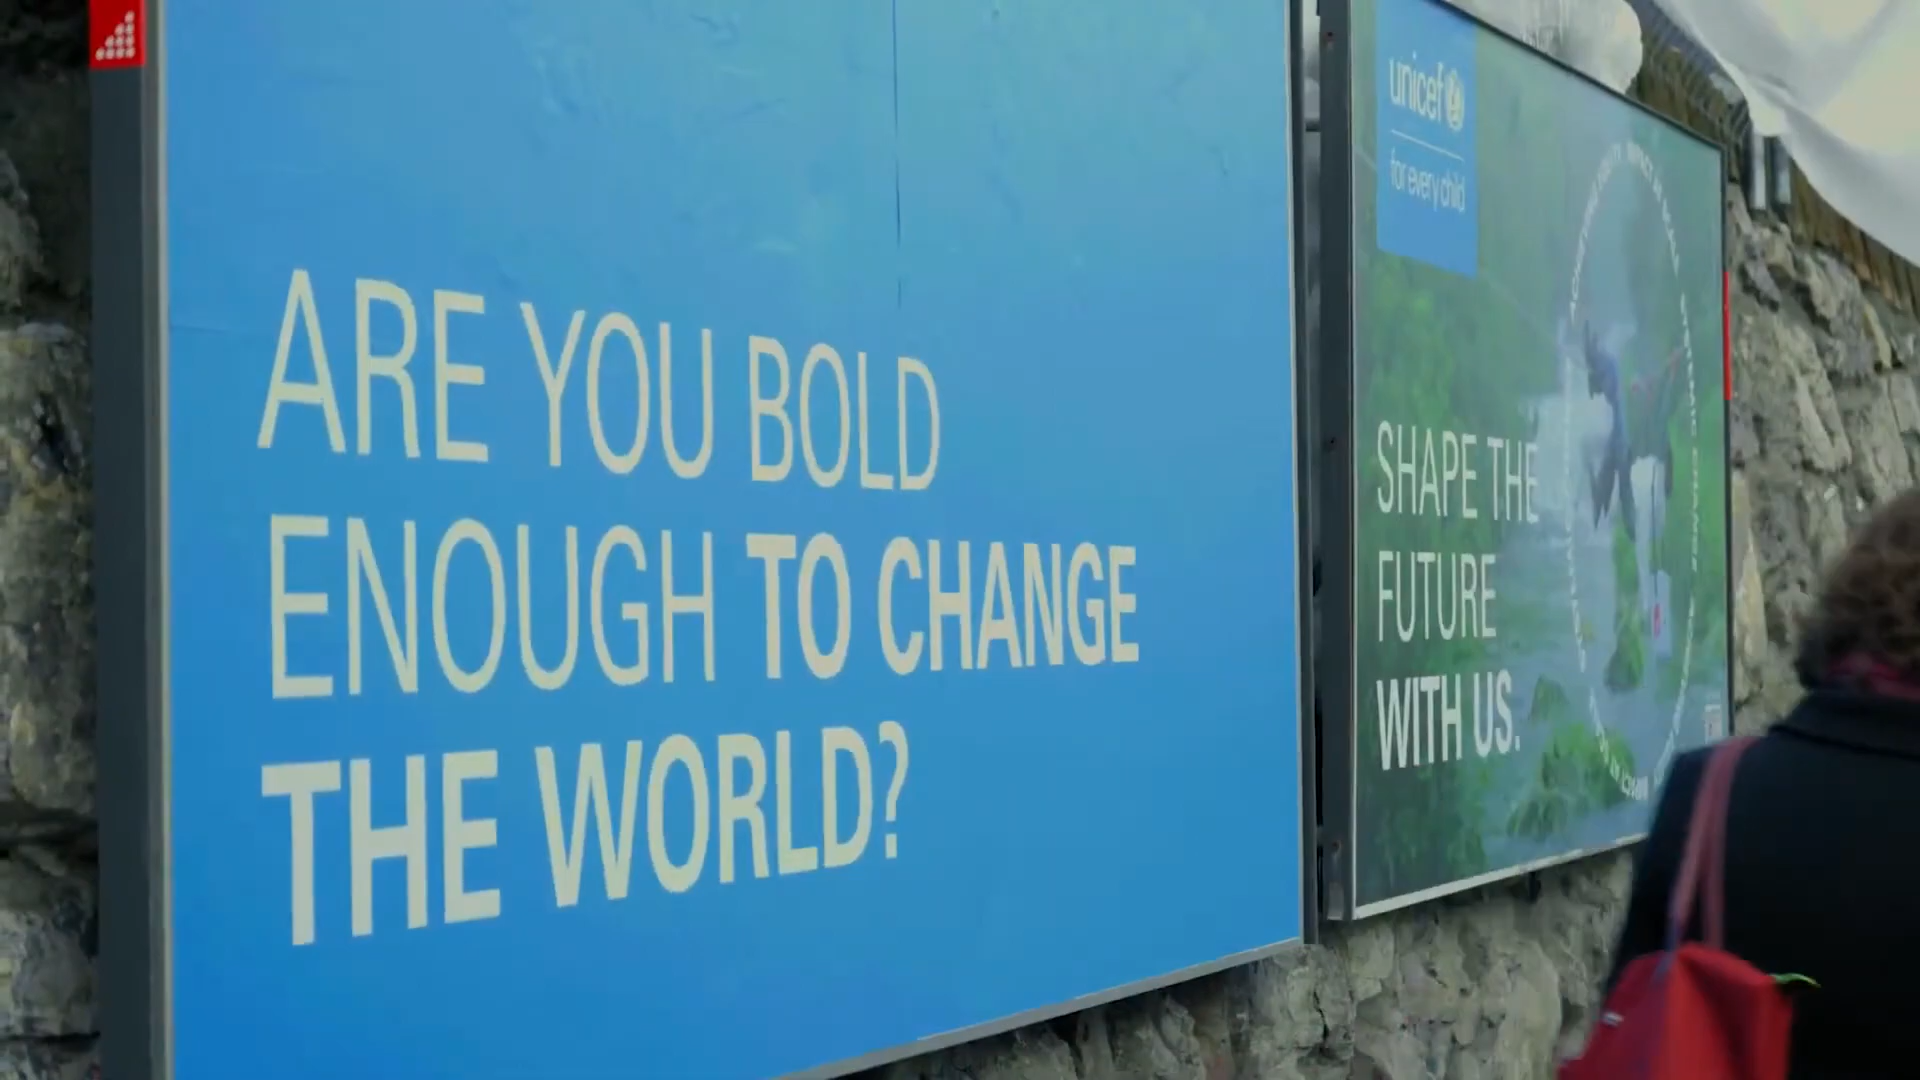 ARE YOU BOLD
ENOUGH TO CHANGE
THE WORLD?
unicef
for every child
SHAPE THE
FUTURE
WITH US.